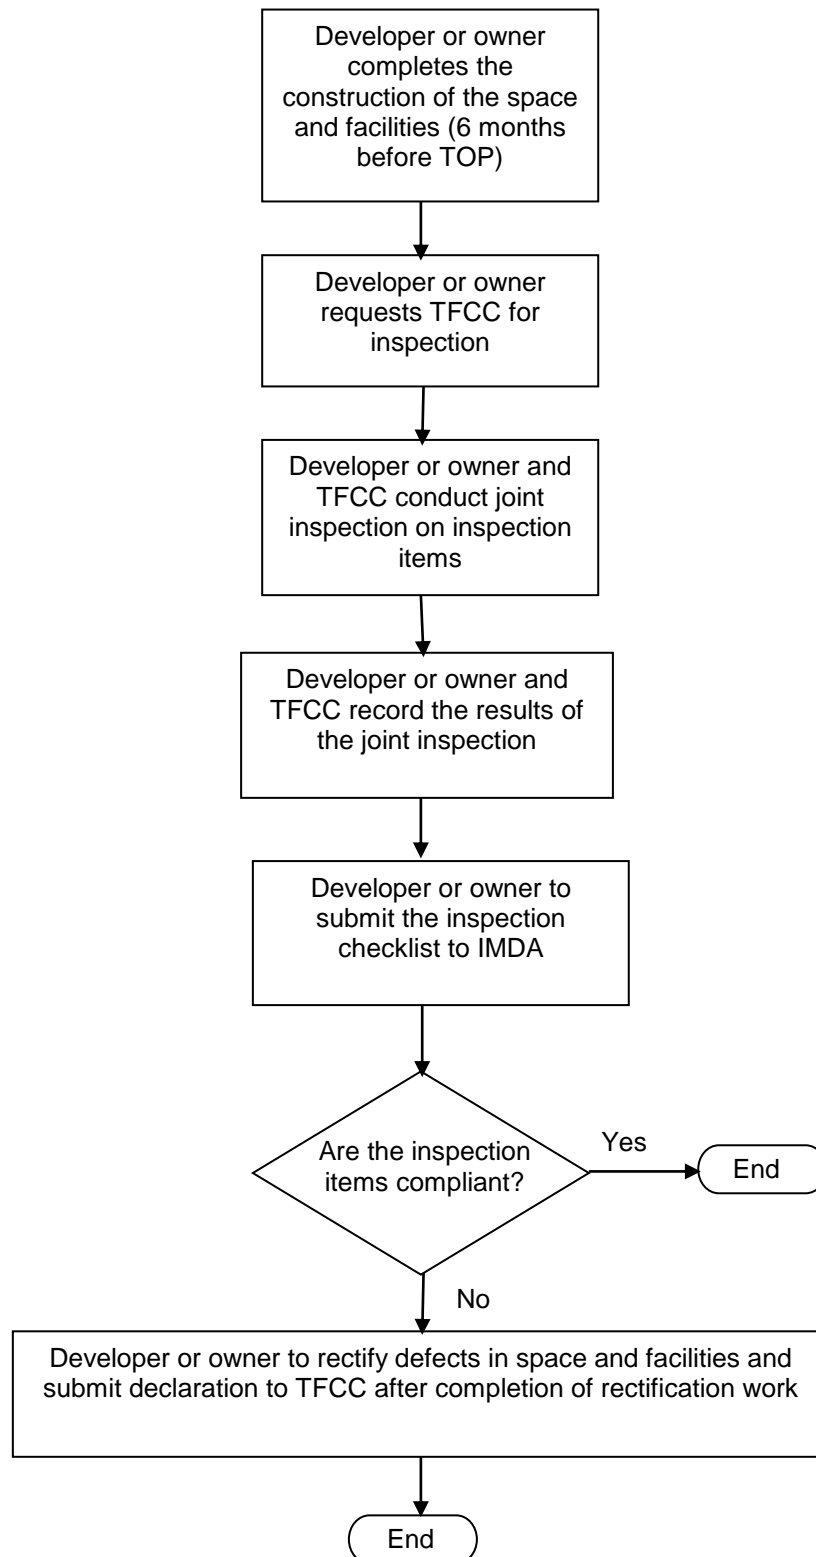 Developer or owner
completes the
construction of the space
and facilities (6 months
before TOP)
Developer or owner
requests TFCC for
inspection
Developer or owner and
TFCC conduct joint
inspection on inspection
items
Developer or owner and
TFCC record the results of
the joint inspection
Developer or owner to
submit the inspection
checklist to IMDA
Are the inspection
items compliant?
Yes
End
No
Developer or owner to rectify defects in space and facilities and
submit declaration to TFCC after completion of rectification work
End